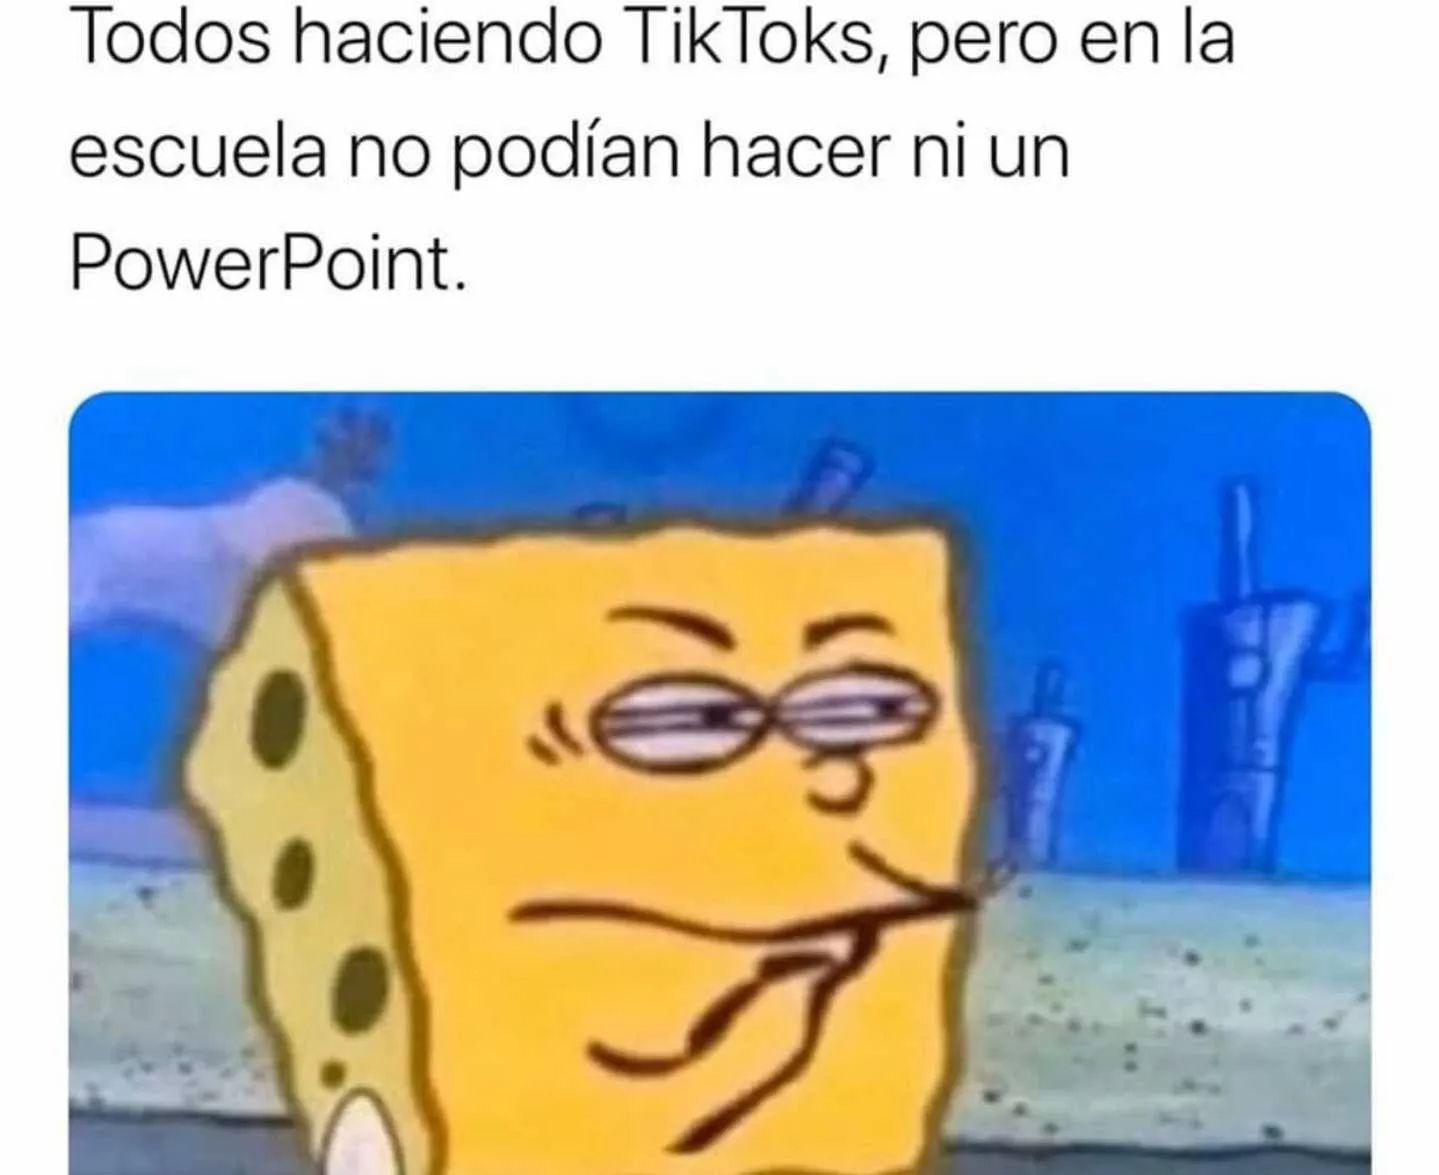 Todos haciendo TikToks, pero en la
escuela no podían hacer ni un
PowerPoint.